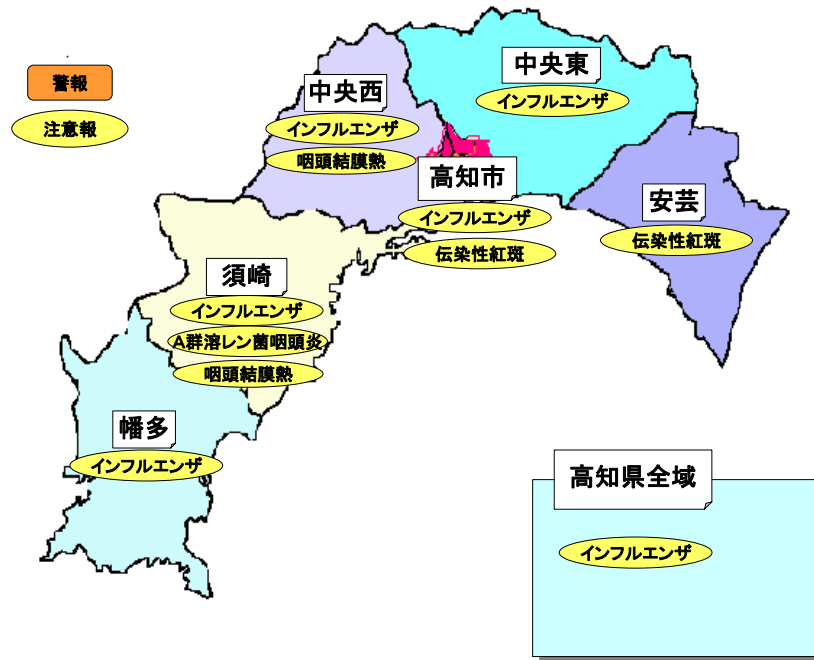 警報
注意報
中央西
インフルエンザ
咽頭結膜熱
中央東
インフルエンザ
高知市
インフルエンザ
伝染性紅斑
安芸
伝染性紅斑
須崎
インフルエンザ
A群溶レン菌咽頭炎
咽頭結膜熱
幡多
インフルエンザ
高知県全域
インフルエンザ